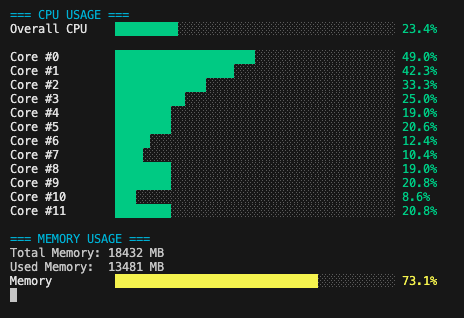 === CPU USAGE ===
Overall CPU 23.4%
Core #0 49.0%
Core #1 42.3%
Core #2 33.3%
Core #3 25.0%
Core #4 19.0%
Core #5 20.6%
Core #6 12.4%
Core #7 10.4%
Core #8 19.0%
Core #9 20.8%
Core #10 8.6%
Core #11 20.8%
=== MEMORY USAGE ===
Total Memory: 18432 MB
Used Memory: 13481 MB
Memory 73.1%